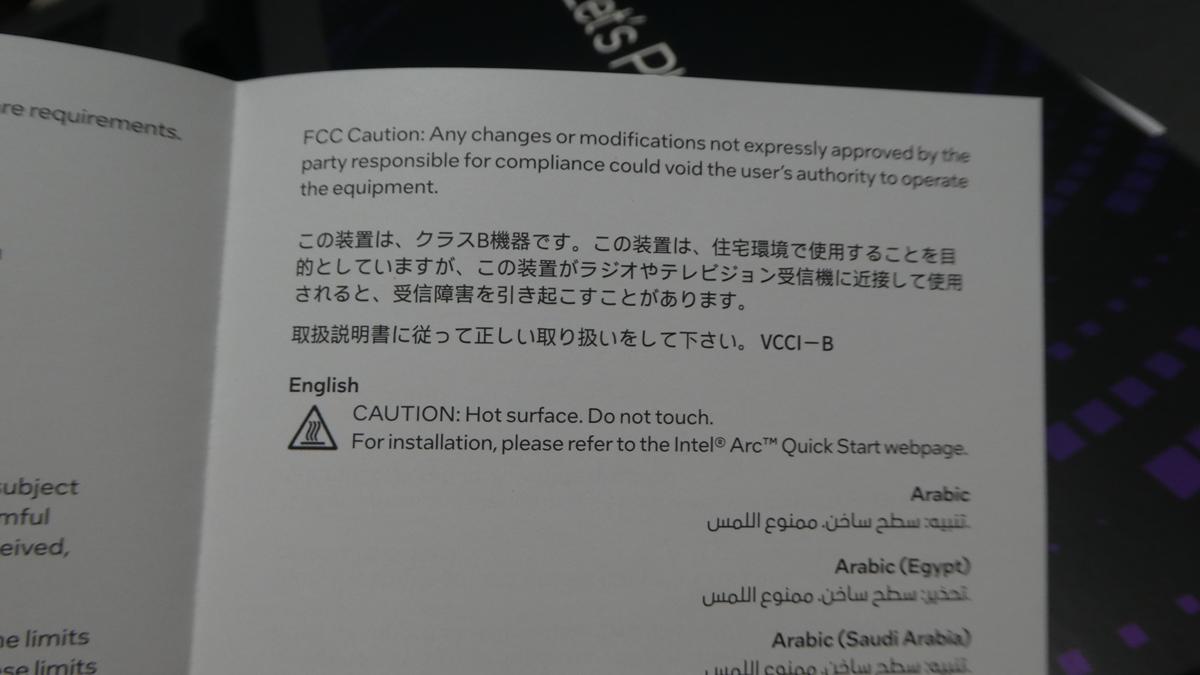 Let's Pl
re requirements.
subject
mful
eived,
e limits
se limits
FCC Caution: Any changes or modifications not expressly approved by the
party responsible for compliance could void the user's authority to operate
the equipment.
この装置は、クラスB機器です。この装置は、住宅環境で使用することを目
的としていますが、この装置がラジオやテレビジョン受信機に近接して使用
されると、受信障害を引き起こすことがあります。
取扱説明書に従って正しい取り扱いをして下さい。 VCCI－B
English
CAUTION: Hot surface. Do not touch.
For installation, please refer to the Intel® Arc™ Quick Start webpage.
Arabic
تنبيه: سطح ساخن. ممنوع اللمس.
Arabic (Egypt)
تحذير: سطح ساخن. ممنوع اللمس.
Arabic (Saudi Arabia)
تنبيه: سطح ساخن. ممنوع اللمس.